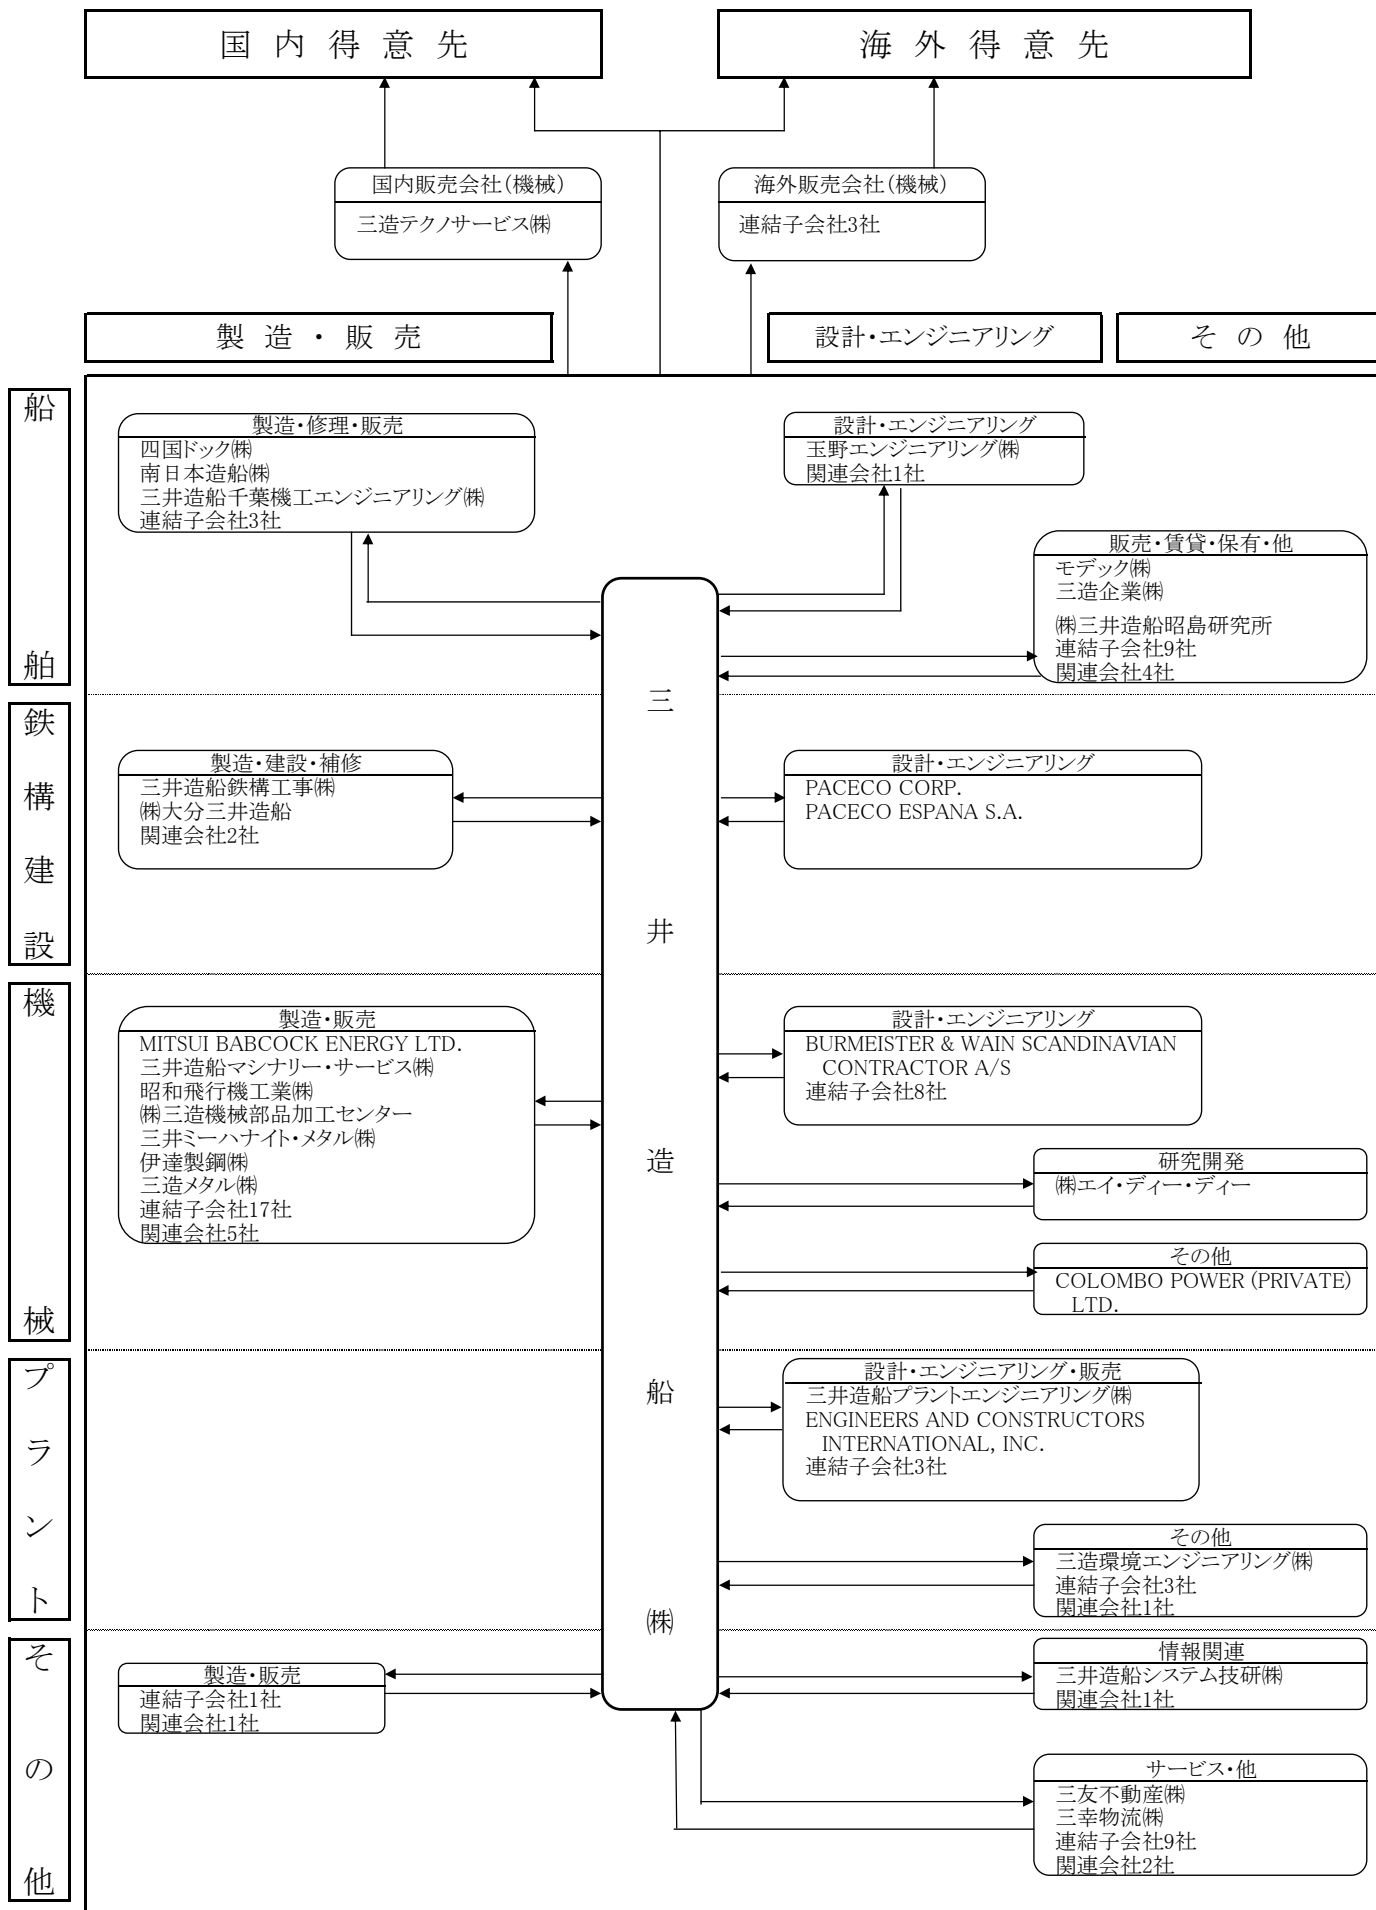 国内得意先
海外得意先
国内販売会社(機械)
三造テクノサービス㈱
海外販売会社(機械)
連結子会社3社
製造・販売
設計・エンジニアリング
その他
船舶
製造・修理・販売
四国ドック㈱
南日本造船㈱
三井造船千葉機工エンジニアリング㈱
連結子会社3社
設計・エンジニアリング
玉野エンジニアリング㈱
関連会社1社
販売・賃貸・保有・他
モデック㈱
三造企業㈱
㈱三井造船昭島研究所
連結子会社9社
関連会社4社
三井造船㈱
鉄構建設
製造・建設・補修
三井造船鉄構工事㈱
㈱大分三井造船
関連会社2社
設計・エンジニアリング
PACECO CORP.
PACECO ESPANA S.A.
機械
製造・販売
MITSUI BABCOCK ENERGY LTD.
三井造船マシナリー・サービス㈱
昭和飛行機工業㈱
㈱三造機械部品加工センター
三井ミーハナイト・メタル㈱
伊達製鋼㈱
三造メタル㈱
連結子会社17社
関連会社5社
設計・エンジニアリング
BURMEISTER & WAIN SCANDINAVIAN
CONTRACTOR A/S
連結子会社8社
研究開発
㈱エイ・ディー・ディー
その他
COLOMBO POWER (PRIVATE)
LTD.
プラント
設計・エンジニアリング・販売
三井造船プラントエンジニアリング㈱
ENGINEERS AND CONSTRUCTORS
INTERNATIONAL, INC.
連結子会社3社
その他
三造環境エンジニアリング㈱
連結子会社3社
関連会社1社
その他
製造・販売
連結子会社1社
関連会社1社
情報関連
三井造船システム技研㈱
関連会社1社
サービス・他
三友不動産㈱
三幸物流㈱
連結子会社9社
関連会社2社